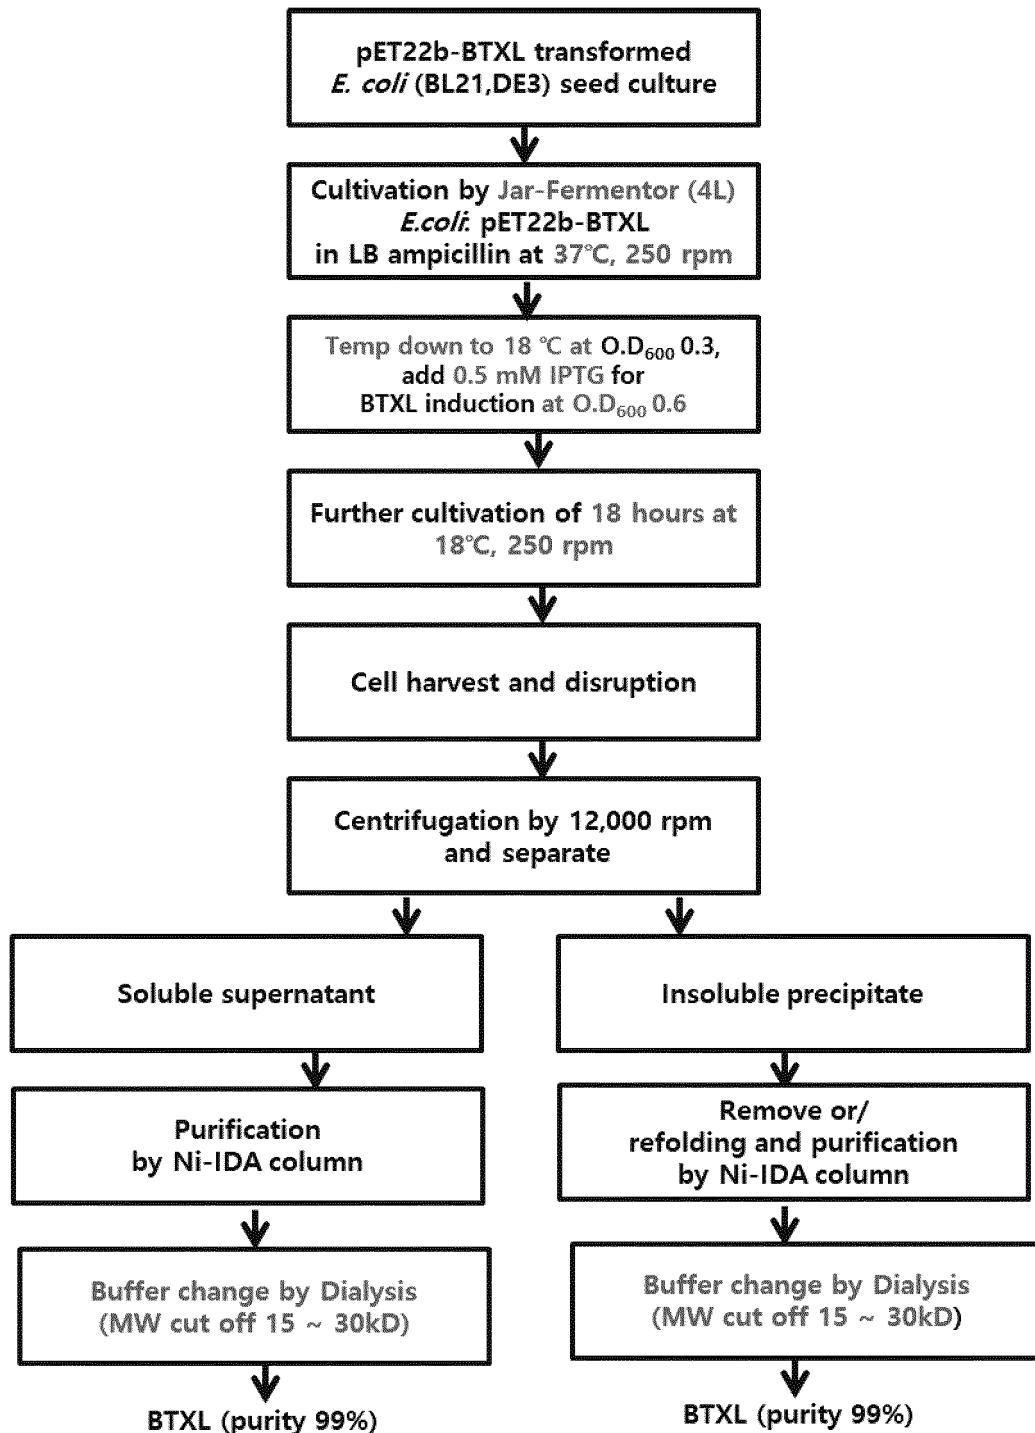 pET22b-BTXL transformed
E. coli (BL21,DE3) seed culture
Cultivation by Jar-Fermentor (4L)
E.coli: pET22b-BTXL
in LB ampicillin at 37℃, 250 rpm
Temp down to 18 ℃ at O.D₆₀₀ 0.3,
add 0.5 mM IPTG for
BTXL induction at O.D₆₀₀ 0.6
Further cultivation of 18 hours at
18℃, 250 rpm
Cell harvest and disruption
Centrifugation by 12,000 rpm
and separate
Soluble supernatant
Purification
by Ni-IDA column
Buffer change by Dialysis
(MW cut off 15 ~ 30kD)
BTXL (purity 99%)
Insoluble precipitate
Remove or/
refolding and purification
by Ni-IDA column
Buffer change by Dialysis
(MW cut off 15 ~ 30kD)
BTXL (purity 99%)